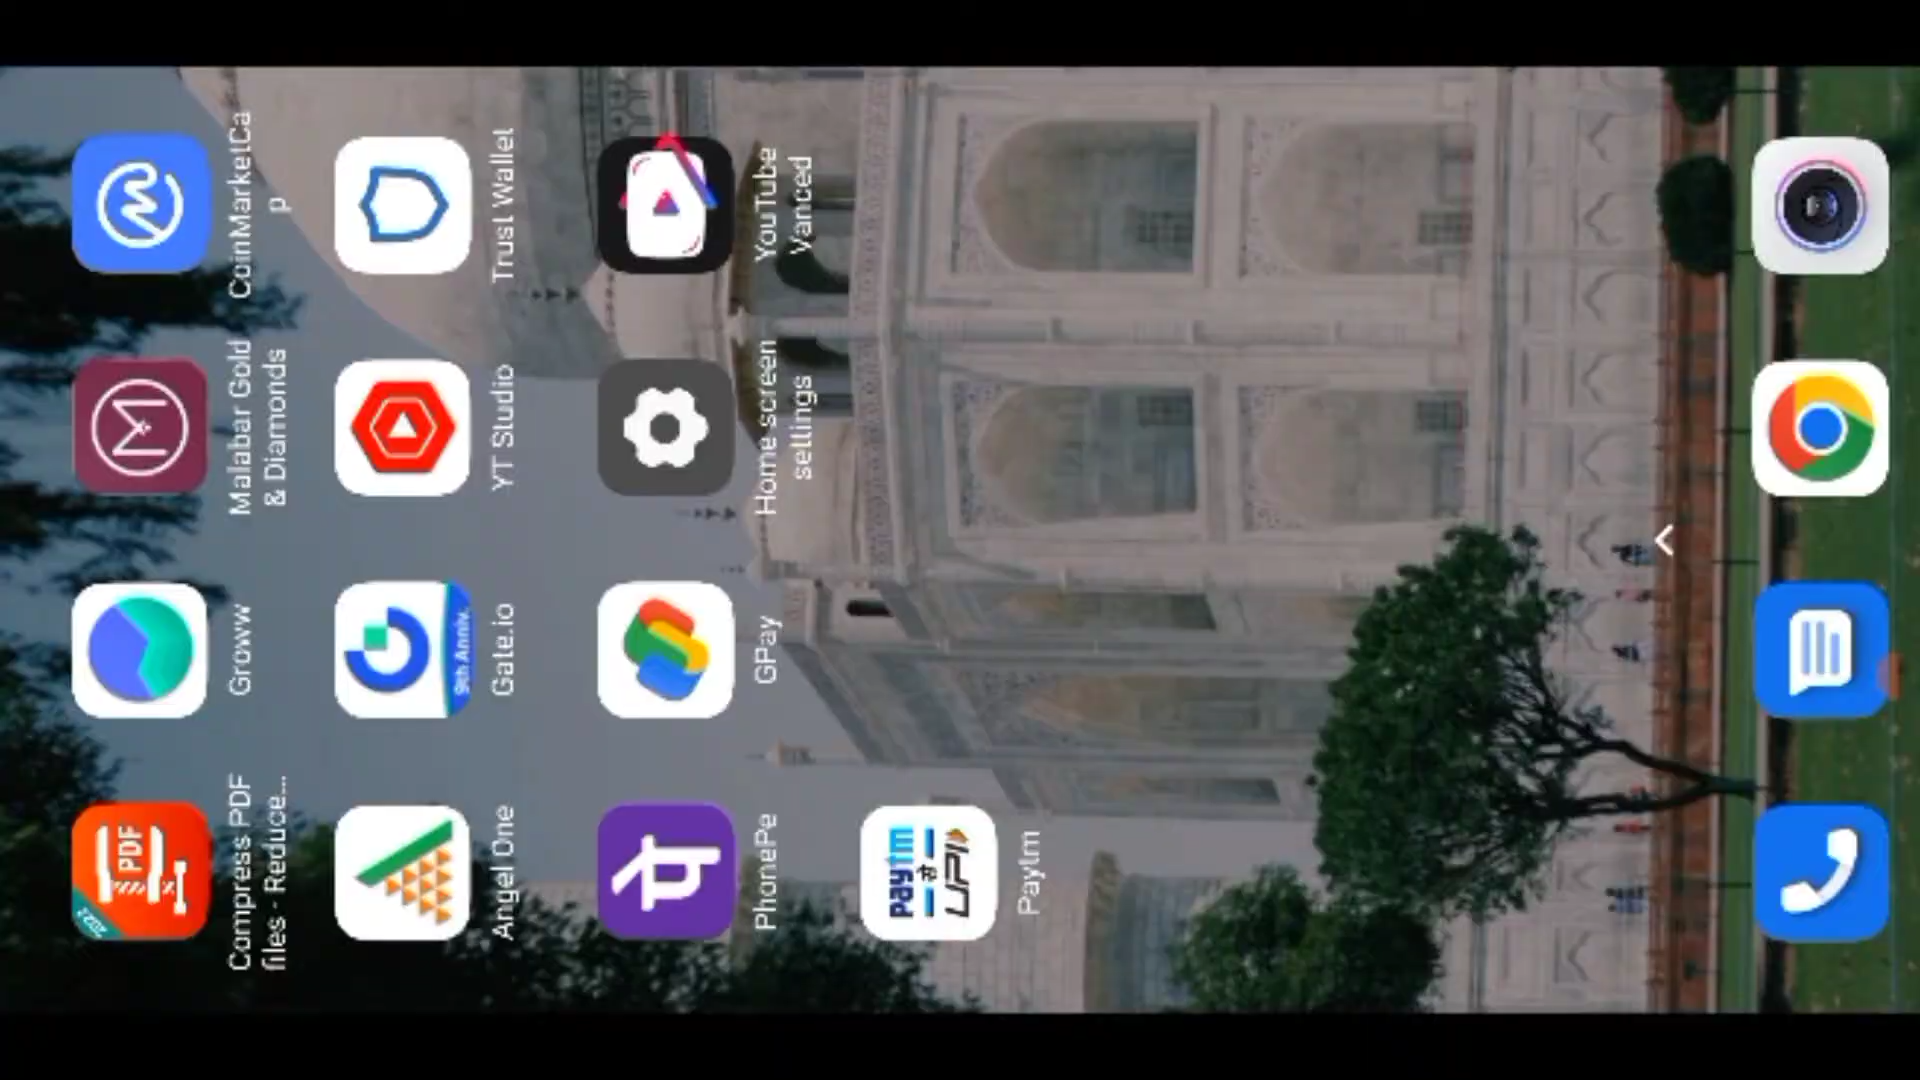 PDF
2022
Compress PDF
files - Reduce...
Groww
Malabar Gold
& Diamonds
CoinMarketCa
p
9th Anniv.
Angel One
Gate.io
YT Studio
Trust Wallet
PhonePe
GPay
Home screen
settings
YouTube
Vanced
paytm
से
UPI
Paytm